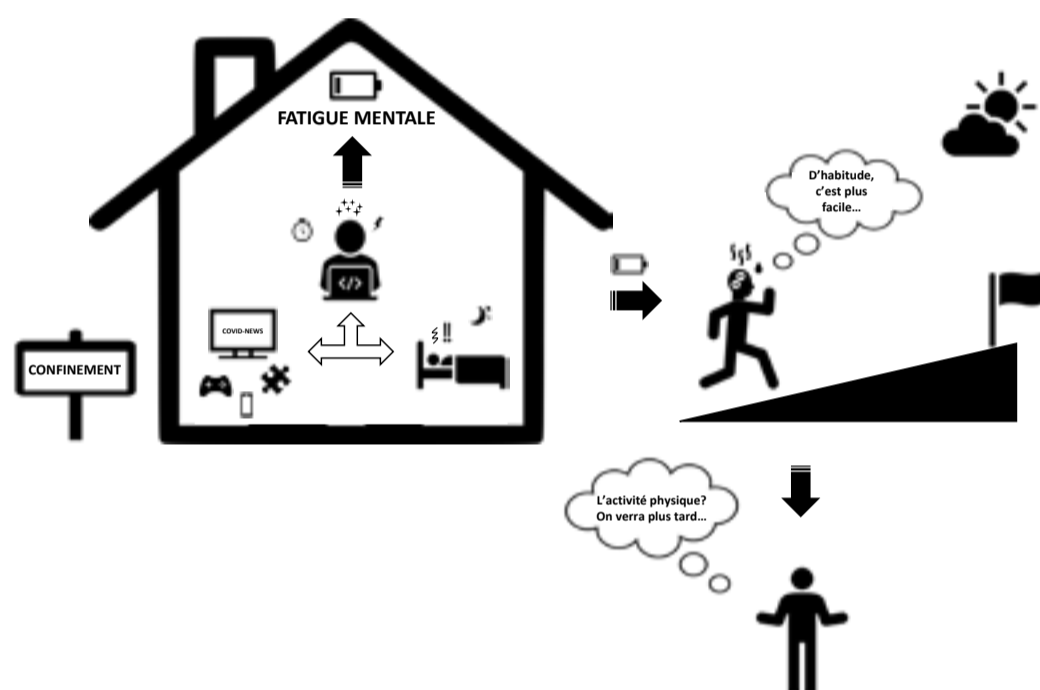 FATIGUE MENTALE
</>
COVID-NEWS
CONFINEMENT
!!
D'habitude,
c'est plus
facile…
L'activité physique?
On verra plus tard…